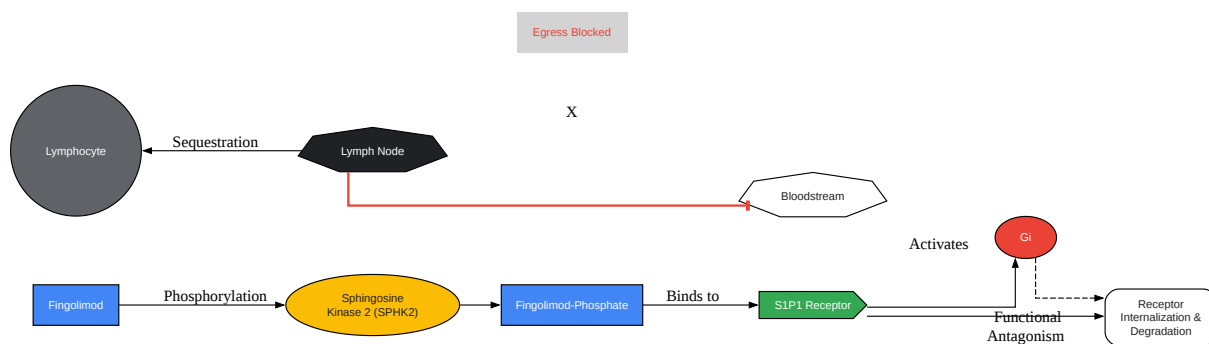 Egress Blocked
X
Lymphocyte
Sequestration
Lymph Node
Bloodstream
Activates
Gi
Fingolimod
Phosphorylation
Sphingosine
Kinase 2 (SPHK2)
Fingolimod-Phosphate
Binds to
S1P1 Receptor
Functional
Antagonism
Receptor
Internalization &
Degradation